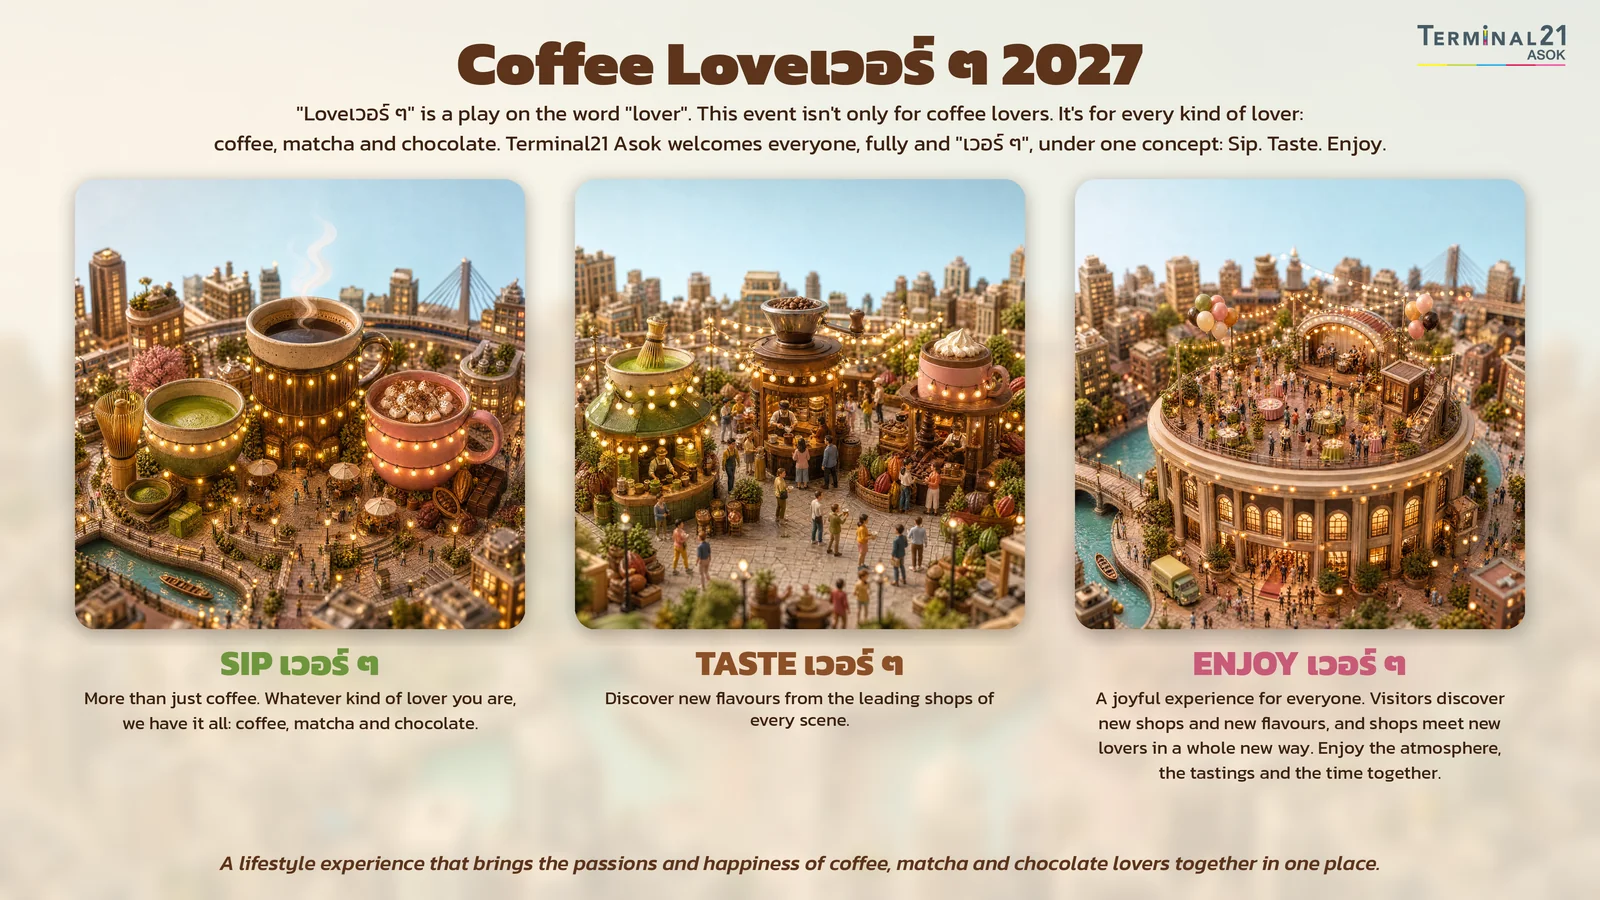 Coffee Loveเวอร์ ๆ 2027
TERMINAL21
ASOK
"Loveเวอร์ ๆ" is a play on the word "lover". This event isn't only for coffee lovers. It's for every kind of lover:
coffee, matcha and chocolate. Terminal21 Asok welcomes everyone, fully and "เวอร์ ๆ", under one concept: Sip. Taste. Enjoy.
SIP เวอร์ ๆ
More than just coffee. Whatever kind of lover you are,
we have it all: coffee, matcha and chocolate.
TASTE เวอร์ ๆ
Discover new flavours from the leading shops of
every scene.
ENJOY เวอร์ ๆ
A joyful experience for everyone. Visitors discover
new shops and new flavours, and shops meet new
lovers in a whole new way. Enjoy the atmosphere,
the tastings and the time together.
A lifestyle experience that brings the passions and happiness of coffee, matcha and chocolate lovers together in one place.